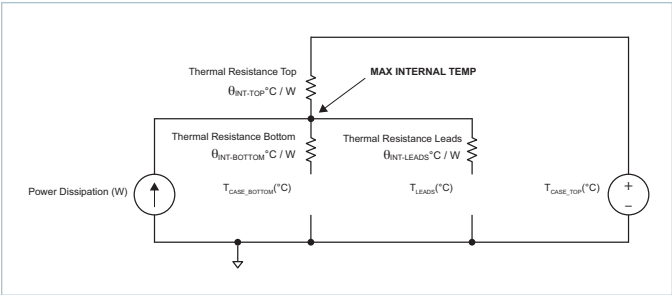 Thermal Resistance Top
MAX INTERNAL TEMP
θINT-TOP°C / W
Thermal Resistance Bottom
Thermal Resistance Leads
θINT-BOTTOM°C / W
θINT-LEADS°C / W
Power Dissipation (W)
TCASE_BOTTOM(°C)
TLEADS(°C)
TCASE_TOP(°C)
+
–